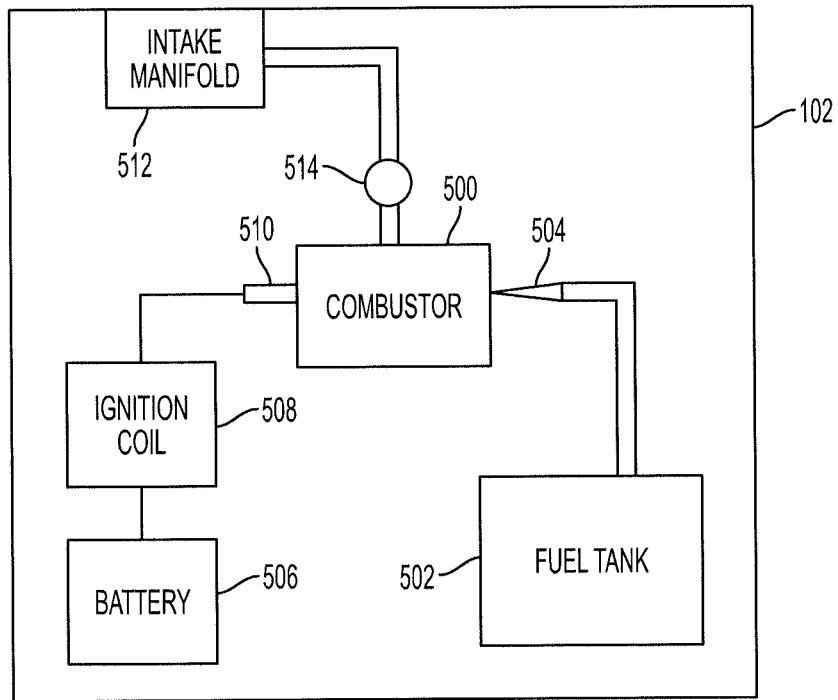 INTAKE
MANIFOLD
512
102
514
500
510
504
COMBUSTOR
IGNITION
COIL
508
BATTERY
506
502
FUEL TANK